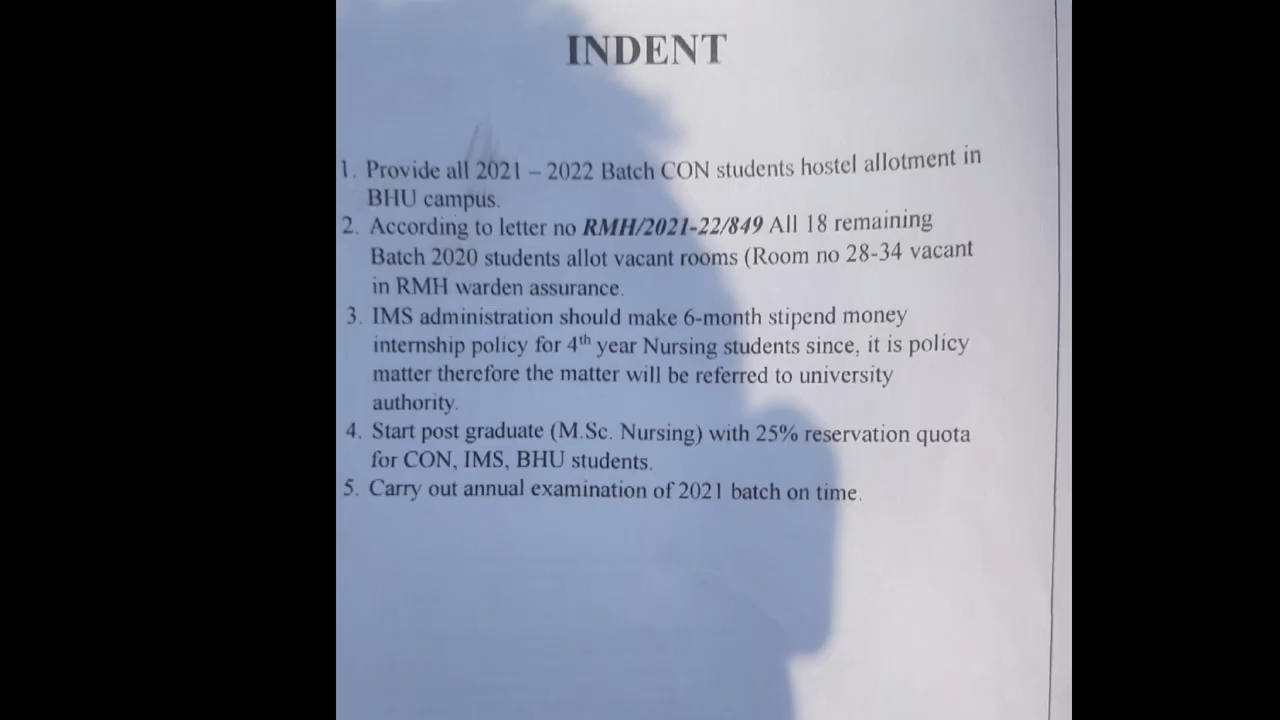 INDENT
1. Provide all 2021 – 2022 Batch CON students hostel allotment in
BHU campus.
2. According to letter no RMH/2021-22/849 All 18 remaining
Batch 2020 students allot vacant rooms (Room no 28-34 vacant
in RMH warden assurance.
3. IMS administration should make 6-month stipend money
internship policy for 4th year Nursing students since, it is policy
matter therefore the matter will be referred to university
authority.
4. Start post graduate (M.Sc. Nursing) with 25% reservation quota
for CON, IMS, BHU students.
5. Carry out annual examination of 2021 batch on time.